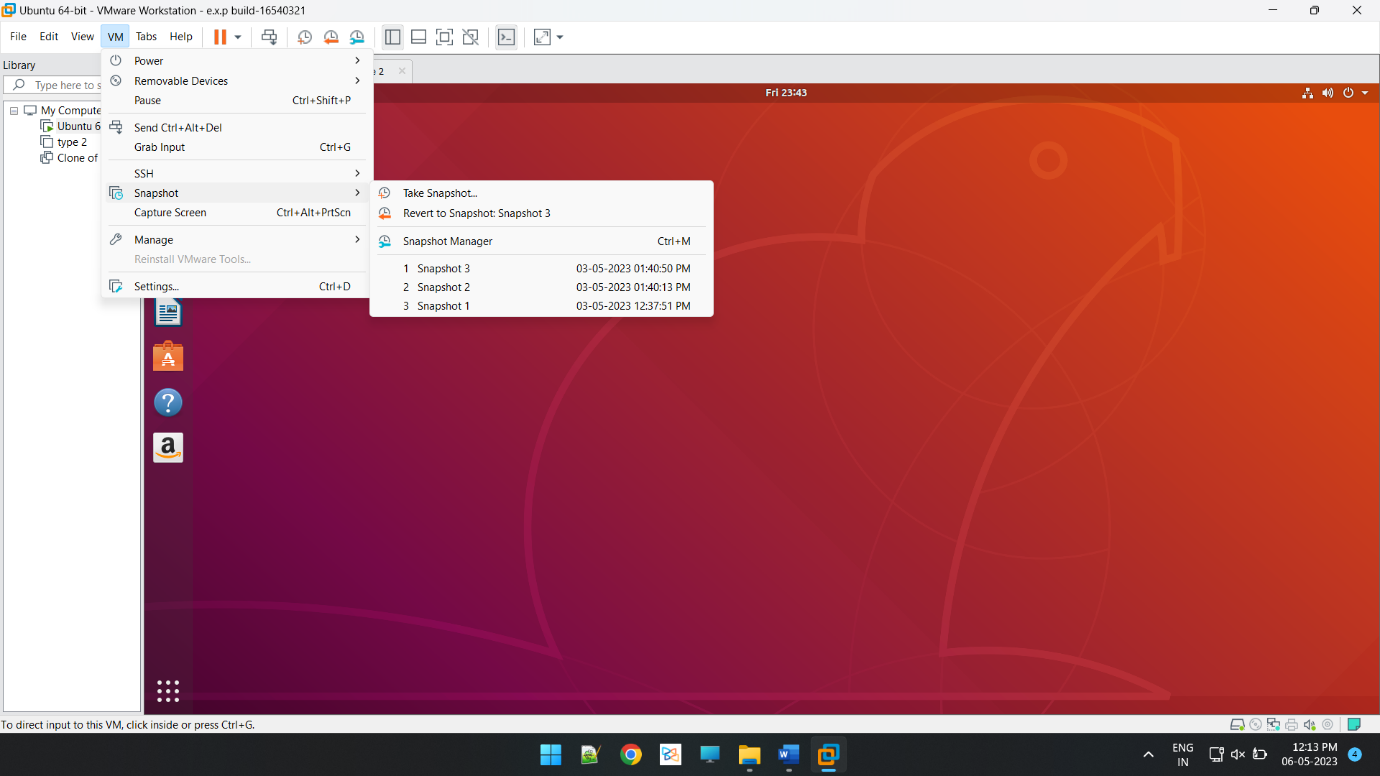 Ubuntu 64-bit - VMware Workstation - e.x.p build-16540321
File Edit View VM Tabs Help
Library
Type here to s
My Compute
Ubuntu 6
type 2
Clone of
Power
Removable Devices
Pause Ctrl+Shift+P
Send Ctrl+Alt+Del
Grab Input Ctrl+G
SSH
Snapshot
Capture Screen Ctrl+Alt+PrtScn
Manage
Reinstall VMware Tools...
Settings... Ctrl+D
Take Snapshot...
Revert to Snapshot: Snapshot 3
Snapshot Manager Ctrl+M
1 Snapshot 3 03-05-2023 01:40:50 PM
2 Snapshot 2 03-05-2023 01:40:13 PM
3 Snapshot 1 03-05-2023 12:37:51 PM
e 2
Fri 23:43
To direct input to this VM, click inside or press Ctrl+G.
ENG
IN
12:13 PM
06-05-2023
4